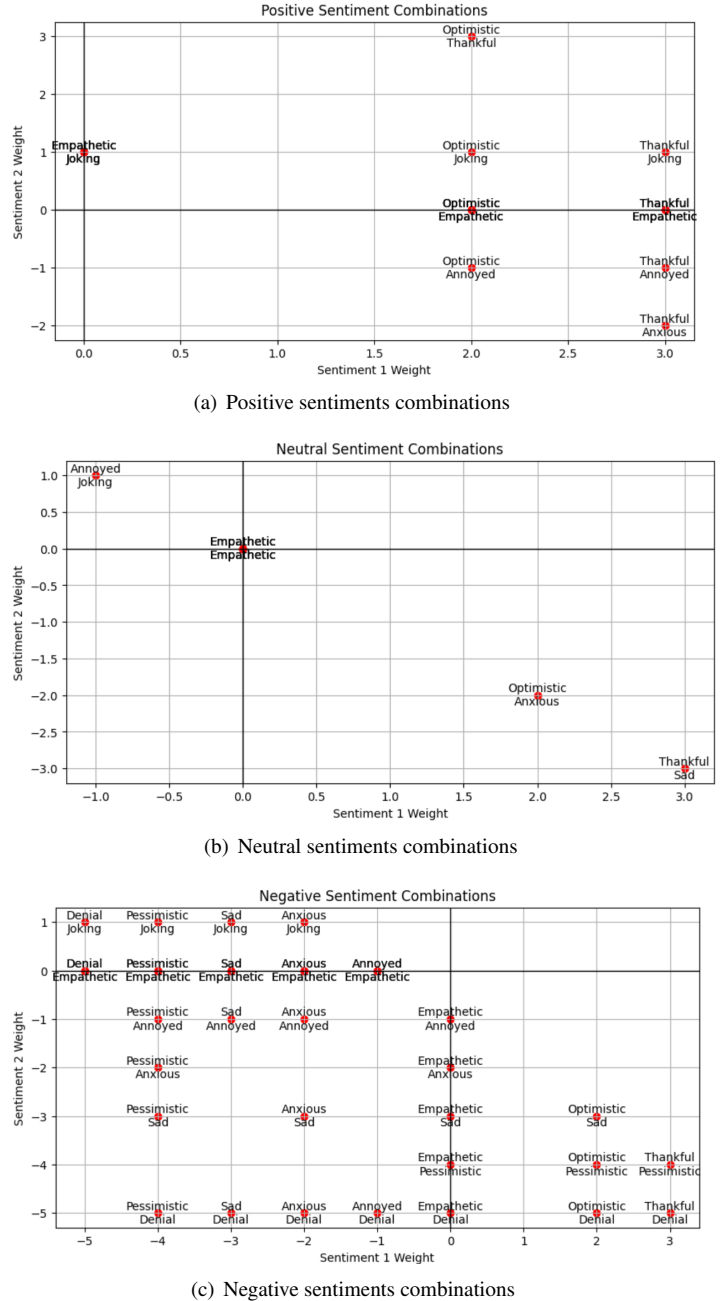 Positive Sentiment Combinations
3
2
1
0
−1
−2
Sentiment 2 Weight
Optimistic
Thankful
Empathetic
Joking
Optimistic
Joking
Thankful
Joking
Optimistic
Empathetic
Thankful
Empathetic
Optimistic
Annoyed
Thankful
Annoyed
Thankful
Anxious
0.0 0.5 1.0 1.5 2.0 2.5 3.0
Sentiment 1 Weight
(a) Positive sentiments combinations
Neutral Sentiment Combinations
1.0
0.5
0.0
−0.5
−1.0
−1.5
−2.0
−2.5
−3.0
Sentiment 2 Weight
Annoyed
Joking
Empathetic
Empathetic
Optimistic
Anxious
Thankful
Sad
−1.0 −0.5 0.0 0.5 1.0 1.5 2.0 2.5 3.0
Sentiment 1 Weight
(b) Neutral sentiments combinations
Negative Sentiment Combinations
1
0
−1
−2
−3
−4
−5
Sentiment 2 Weight
Denial Pessimistic Sad Anxious
Joking Joking Joking Joking
Denial Pessimistic Sad Anxious Annoyed
Empathetic Empathetic Empathetic Empathetic Empathetic
Pessimistic Sad Anxious Empathetic
Annoyed Annoyed Annoyed Annoyed
Pessimistic Empathetic
Anxious Anxious
Pessimistic Anxious Empathetic Optimistic
Sad Sad Sad Sad
Empathetic Optimistic Thankful
Pessimistic Pessimistic Pessimistic
Pessimistic Sad Anxious Annoyed Empathetic Optimistic Thankful
Denial Denial Denial Denial Denial Denial Denial
−5 −4 −3 −2 −1 0 1 2 3
Sentiment 1 Weight
(c) Negative sentiments combinations